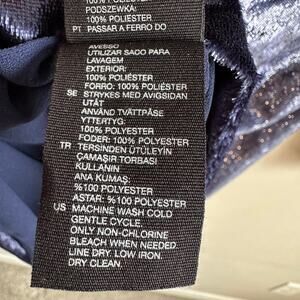 PODSZEWKA:
100% POLIESTER
PT PASSAR A FERRO DO
AVESSO
UTILIZAR SACO PARA
LAVAGEM
EXTERIOR:
100% POLIÉSTER
FORRO: 100% POLIÉSTER
SE STRYKES MED AVIGSIDAN
UTÅT
ANVÄND TVÄTTPÅSE
YTTERTYG:
100% POLYESTER
FODER: 100% POLYESTER
TR TERSİNDEN ÜTÜLEYİN
ÇAMAŞIR TORBASI
KULLANIN
ANA KUMAŞ:
%100 POLYESTER
ASTAR: %100 POLYESTER
US MACHINE WASH COLD
GENTLE CYCLE.
ONLY NON-CHLORINE
BLEACH WHEN NEEDED.
LINE DRY. LOW IRON.
DRY CLEAN.